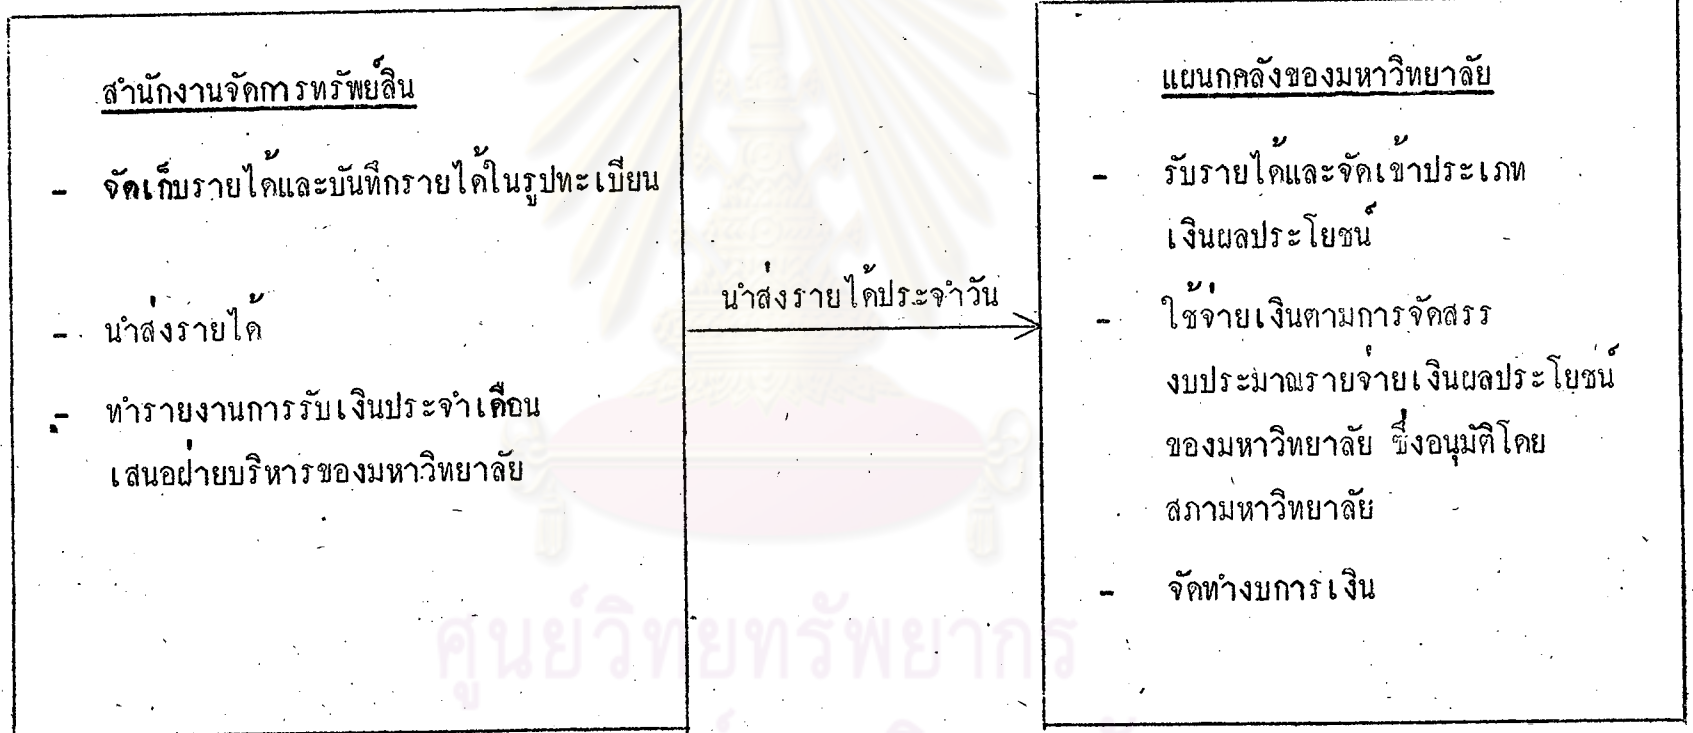 สำนักงานจัดการทรัพย์สิน
- จัดเก็บรายได้และบันทึกรายได้ในรูปทะเบียน
- นำส่งรายได้
- ทำรายงานการรับเงินประจำเดือน
เสนอฝ่ายบริหารของมหาวิทยาลัย
นำส่งรายได้ประจำวัน
แผนกคลังของมหาวิทยาลัย
- รับรายได้และจัดเข้าประเภท
เงินผลประโยชน์
- ใช้จ่ายเงินตามการจัดสรร
งบประมาณรายจ่ายเงินผลประโยชน์
ของมหาวิทยาลัย ซึ่งอนุมัติโดย
สภามหาวิทยาลัย
- จัดทำงบการเงิน
ศูนย์วิทยทรัพยากร